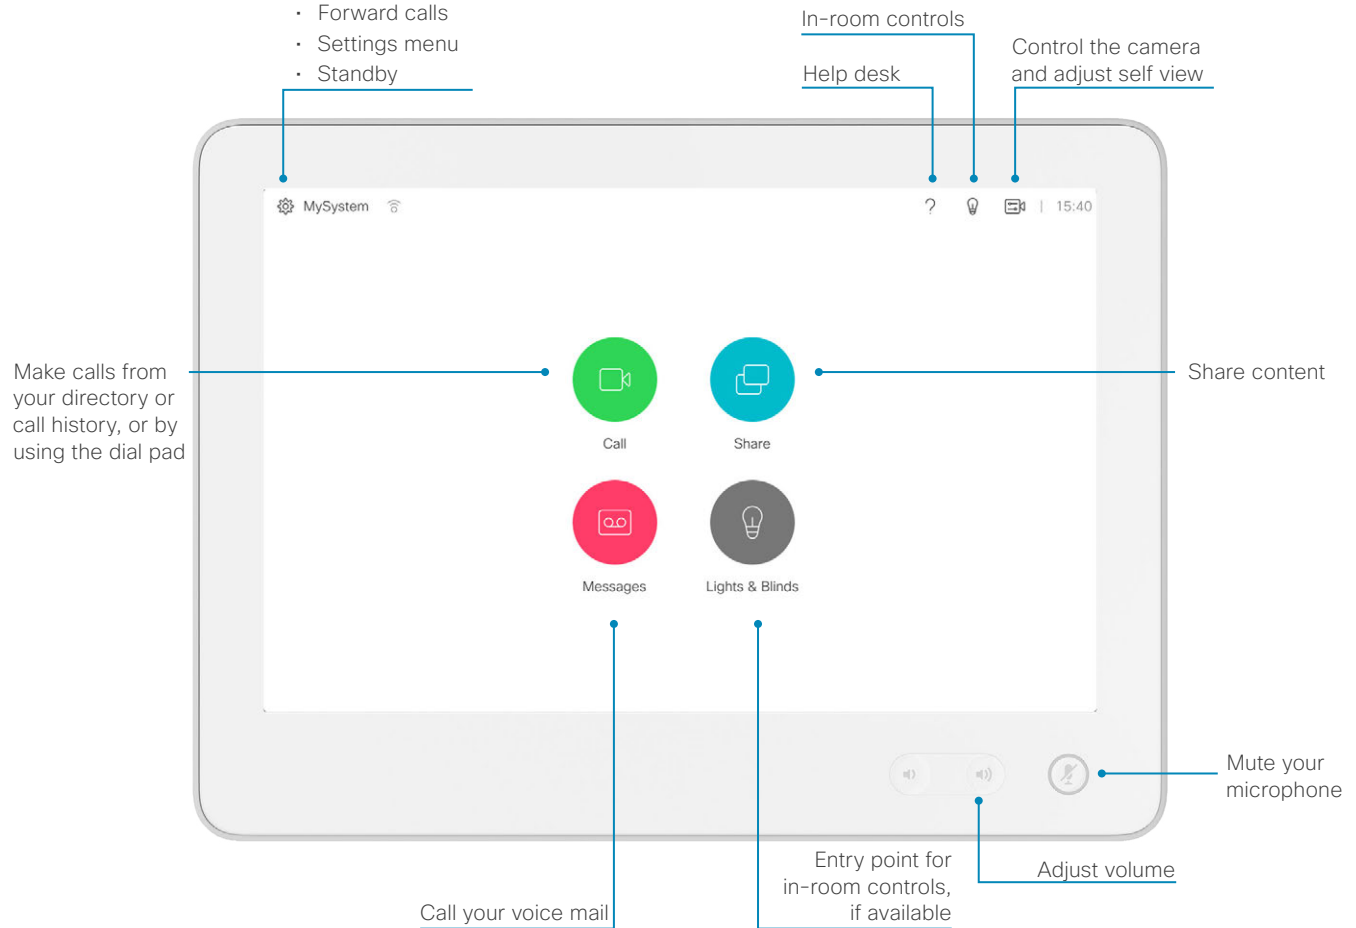 · Forward calls
· Settings menu
· Standby
In-room controls
Help desk
Control the camera
and adjust self view
MySystem
? | 15:40
Make calls from
your directory or
call history, or by
using the dial pad
Share content
Call
Share
Messages
Lights & Blinds
Mute your
microphone
Entry point for
in-room controls,
if available
Adjust volume
Call your voice mail